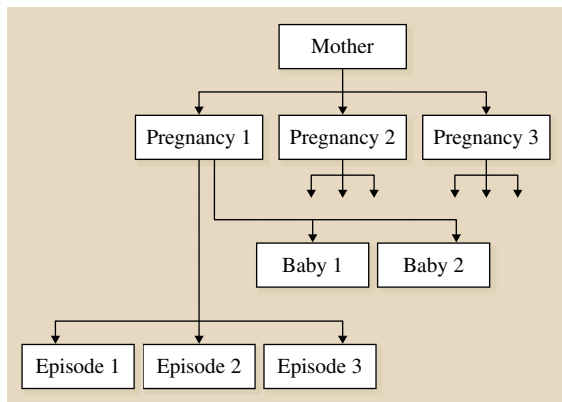 Mother
Pregnancy 1
Pregnancy 2
Pregnancy 3
Baby 1
Baby 2
Episode 1
Episode 2
Episode 3